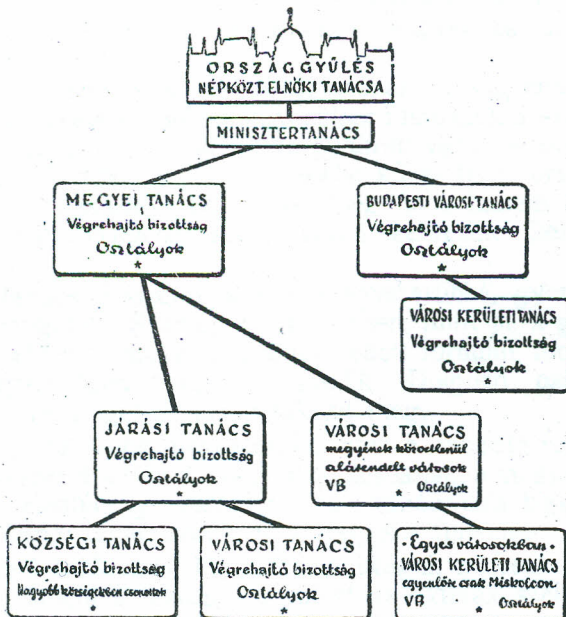 ORSZÁGGYÜLÉS
NÉPKÖZT. ELNÖKI TANÁCSA
MINISZTERTANÁCS
MEGYEI TANÁCS
Végrehajtó bizottság
Osztályok
*
BUDAPESTI VÁROSI TANÁCS
Végrehajtó bizottság
Osztályok
*
VÁROSI KERÜLETI TANÁCS
Végrehajtó bizottság
Osztályok
*
JÁRÁSI TANÁCS
Végrehajtó bizottság
Osztályok
*
VÁROSI TANÁCS
megyének közvetlenül
alárendelt városok
VB * Osztályok
KÖZSÉGI TANÁCS
Végrehajtó bizottság
Nagyobb községekben csoportok
*
VÁROSI TANÁCS
Végrehajtó bizottság
Osztályok
*
• Egyes városokban •
VÁROSI KERÜLETI TANÁCS
egyenlőre csak Miskolcon
VB * Osztályok